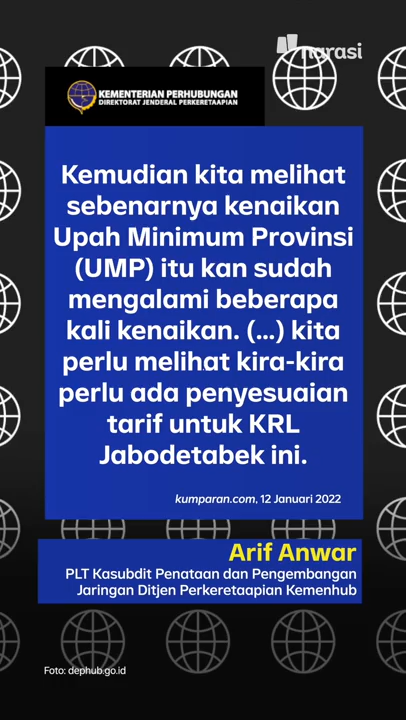 narasi
KEMENTERIAN PERHUBUNGAN
DIREKTORAT JENDERAL PERKERETAAPIAN
Kemudian kita melihat
sebenarnya kenaikan
Upah Minimum Provinsi
(UMP) itu kan sudah
mengalami beberapa
kali kenaikan. (...) kita
perlu melihat kira-kira
perlu ada penyesuaian
tarif untuk KRL
Jabodetabek ini.
kumparan.com, 12 Januari 2022
Arif Anwar
PLT Kasubdit Penataan dan Pengembangan
Jaringan Ditjen Perkeretaapian Kemenhub
Foto: dephub.go.id